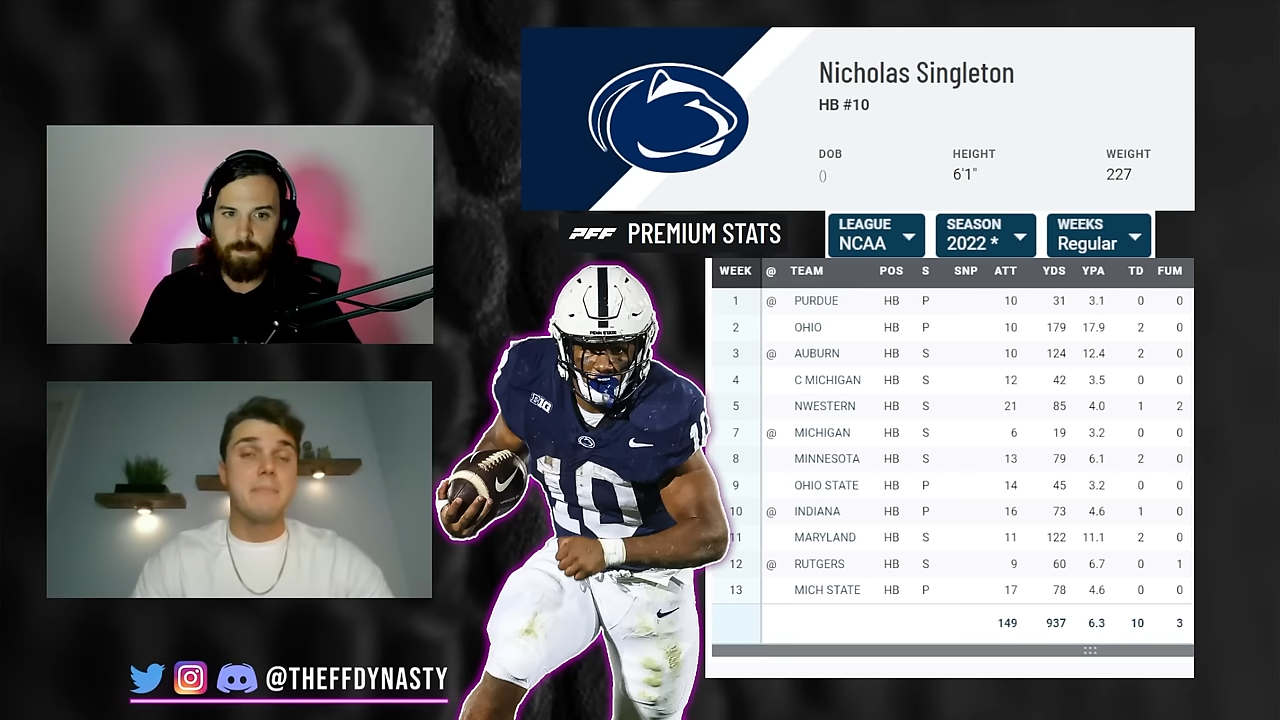 Nicholas Singleton
HB #10
DOB HEIGHT WEIGHT
() 6'1" 227
PFF PREMIUM STATS
LEAGUE SEASON WEEKS
NCAA 2022 * Regular
WEEK @ TEAM POS S SNP ATT YDS YPA TD FUM
1 @ PURDUE HB P 10 31 3.1 0 0
2 OHIO HB P 10 179 17.9 2 0
3 @ AUBURN HB S 10 124 12.4 2 0
4 C MICHIGAN HB S 12 42 3.5 0 0
5 NWESTERN HB S 21 85 4.0 1 2
7 @ MICHIGAN HB S 6 19 3.2 0 0
8 MINNESOTA HB S 13 79 6.1 2 0
9 OHIO STATE HB P 14 45 3.2 0 0
10 @ INDIANA HB P 16 73 4.6 1 0
11 MARYLAND HB S 11 122 11.1 2 0
12 @ RUTGERS HB S 9 60 6.7 0 1
13 MICH STATE HB P 17 78 4.6 0 0
149 937 6.3 10 3
PENN STATE
B1G
10
10
@THEFFDYNASTY